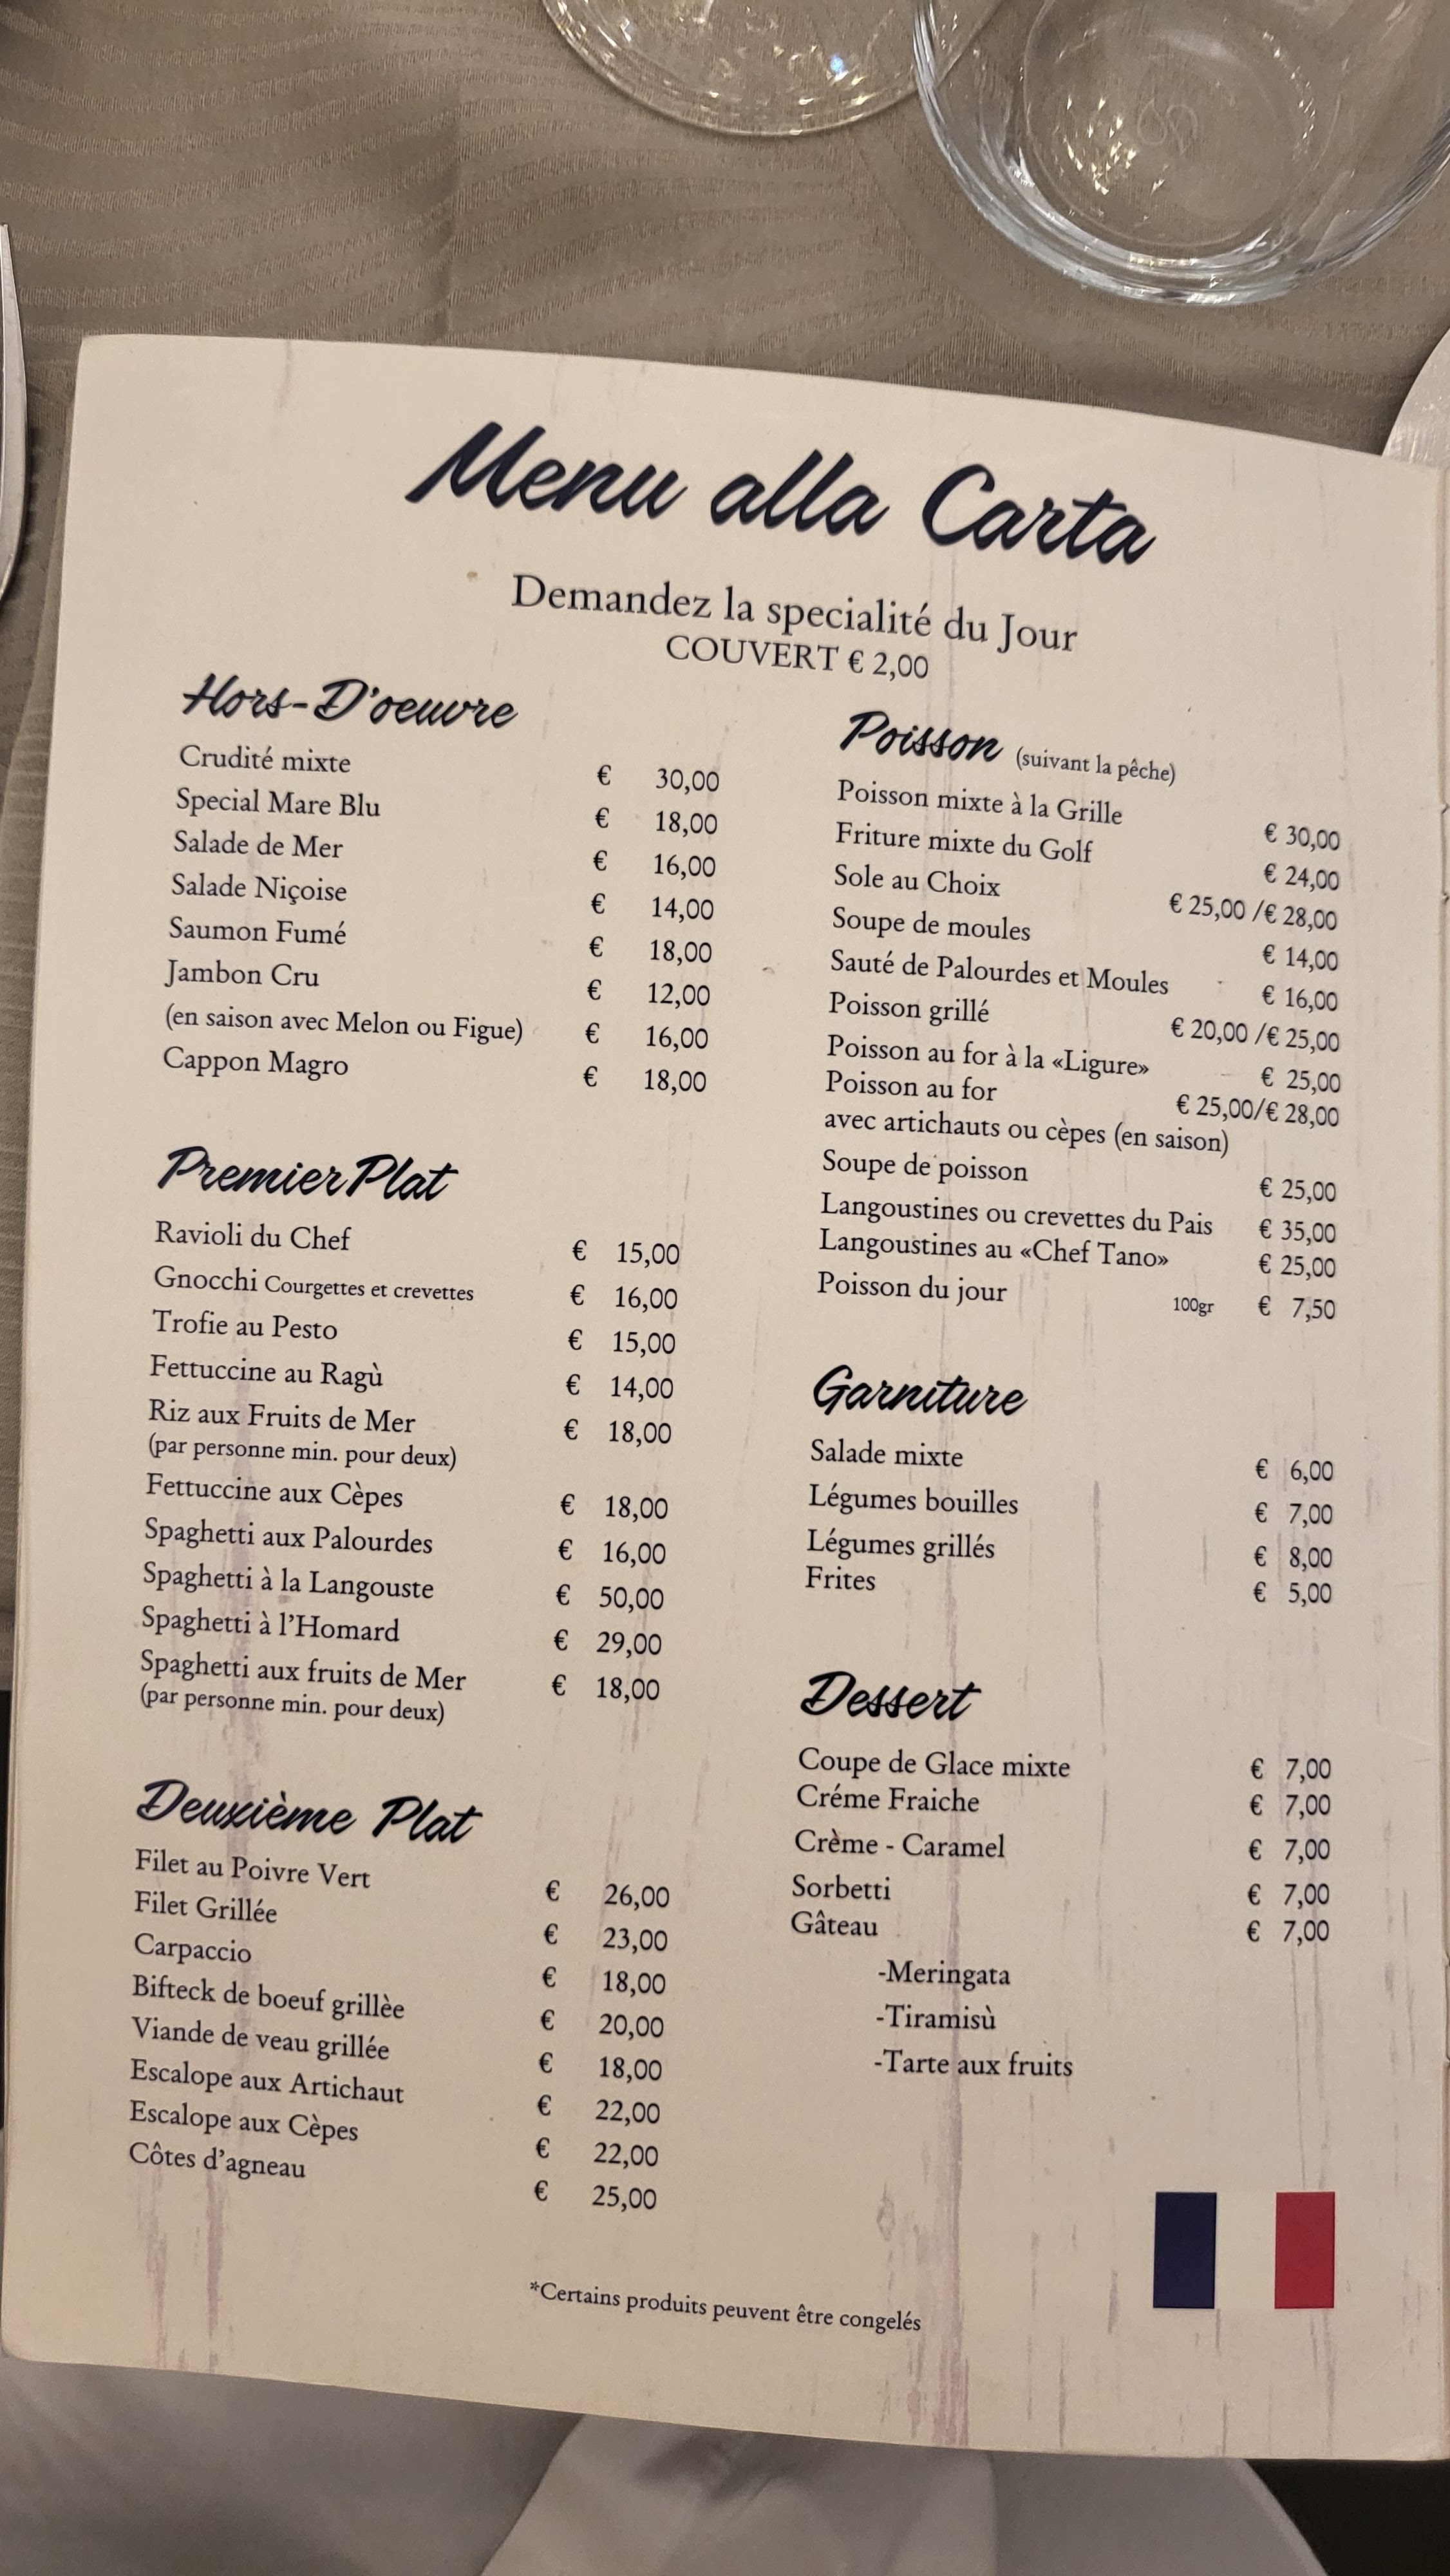 Menu alla Carta
Demandez la specialité du Jour
COUVERT € 2,00
Hors-D'oeuvre
Crudité mixte € 30,00
Special Mare Blu € 18,00
Salade de Mer € 16,00
Salade Niçoise € 14,00
Saumon Fumé € 18,00
Jambon Cru € 12,00
(en saison avec Melon ou Figue) € 16,00
Cappon Magro € 18,00
Premier Plat
Ravioli du Chef € 15,00
Gnocchi Courgettes et crevettes € 16,00
Trofie au Pesto € 15,00
Fettuccine au Ragù € 14,00
Riz aux Fruits de Mer € 18,00
(par personne min. pour deux)
Fettuccine aux Cèpes € 18,00
Spaghetti aux Palourdes € 16,00
Spaghetti à la Langouste € 50,00
Spaghetti à l'Homard € 29,00
Spaghetti aux fruits de Mer € 18,00
(par personne min. pour deux)
Deuxième Plat
Filet au Poivre Vert € 26,00
Filet Grillée € 23,00
Carpaccio € 18,00
Bifteck de boeuf grillèe € 20,00
Viande de veau grillée € 18,00
Escalope aux Artichaut € 22,00
Escalope aux Cèpes € 22,00
Côtes d'agneau € 25,00
Poisson (suivant la pêche)
Poisson mixte à la Grille € 30,00
Friture mixte du Golf € 24,00
Sole au Choix € 25,00 /€ 28,00
Soupe de moules € 14,00
Sauté de Palourdes et Moules € 16,00
Poisson grillé € 20,00 /€ 25,00
Poisson au for à la «Ligure» € 25,00
Poisson au for € 25,00/€ 28,00
avec artichauts ou cèpes (en saison)
Soupe de poisson € 25,00
Langoustines ou crevettes du Pais € 35,00
Langoustines au «Chef Tano» € 25,00
Poisson du jour 100gr € 7,50
Garniture
Salade mixte € 6,00
Légumes bouilles € 7,00
Légumes grillés € 8,00
Frites € 5,00
Dessert
Coupe de Glace mixte € 7,00
Créme Fraiche € 7,00
Crème - Caramel € 7,00
Sorbetti € 7,00
Gâteau € 7,00
-Meringata
-Tiramisù
-Tarte aux fruits
*Certains produits peuvent être congelés